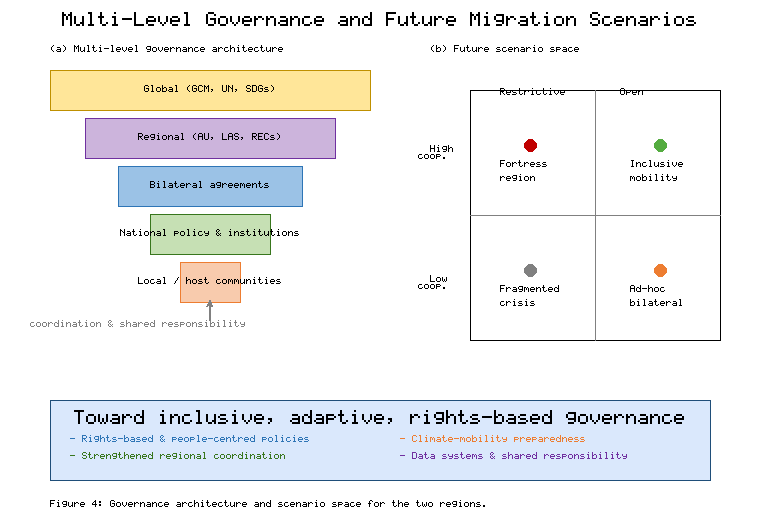 Multi-Level Governance and Future Migration Scenarios
(a) Multi-level governance architecture
Global (GCM, UN, SDGs)
Regional (AU, LAS, RECs)
Bilateral agreements
National policy & institutions
Local / host communities
coordination & shared responsibility
(b) Future scenario space
Restrictive
Open
High
coop.
Fortress
region
Inclusive
mobility
Low
coop.
Fragmented
crisis
Ad-hoc
bilateral
Toward inclusive, adaptive, rights-based governance
- Rights-based & people-centred policies
- Climate-mobility preparedness
- Strengthened regional coordination
- Data systems & shared responsibility
Figure 4: Governance architecture and scenario space for the two regions.